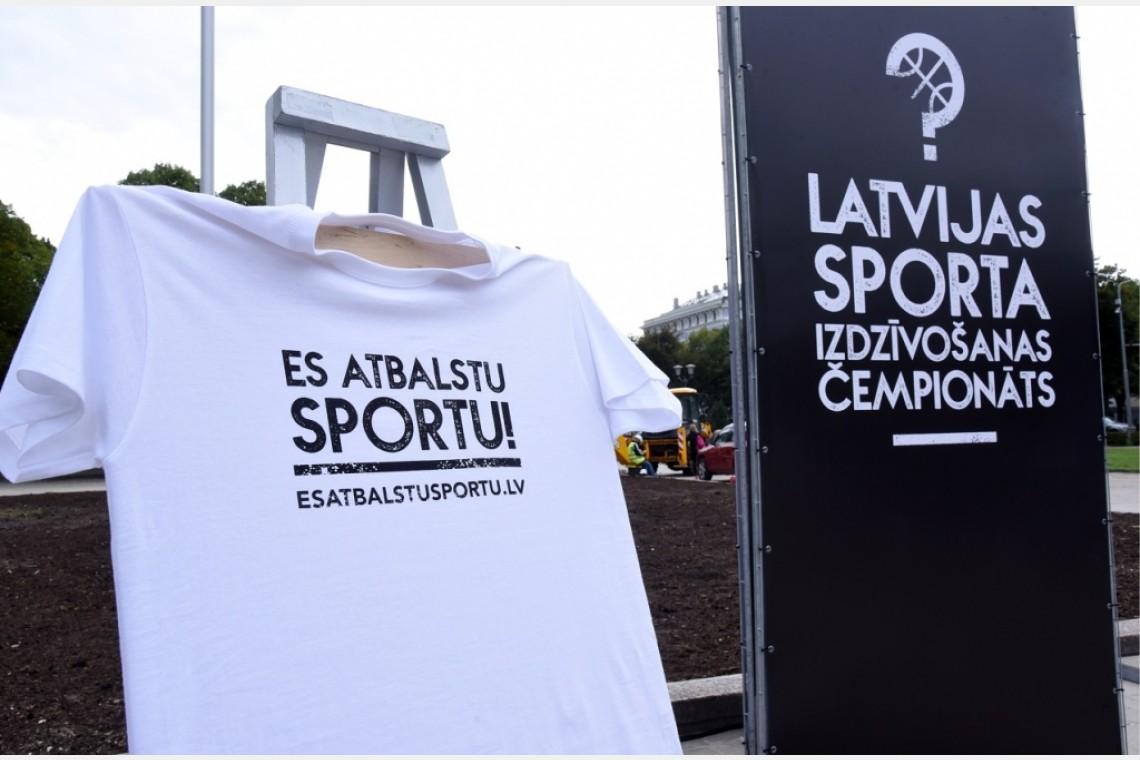 ES ATBALSTU
SPORTU!
ESATBALSTUSPORTU.LV
?
LATVIJAS
SPORTA
IZDZĪVOŠANAS
ČEMPIONĀTS